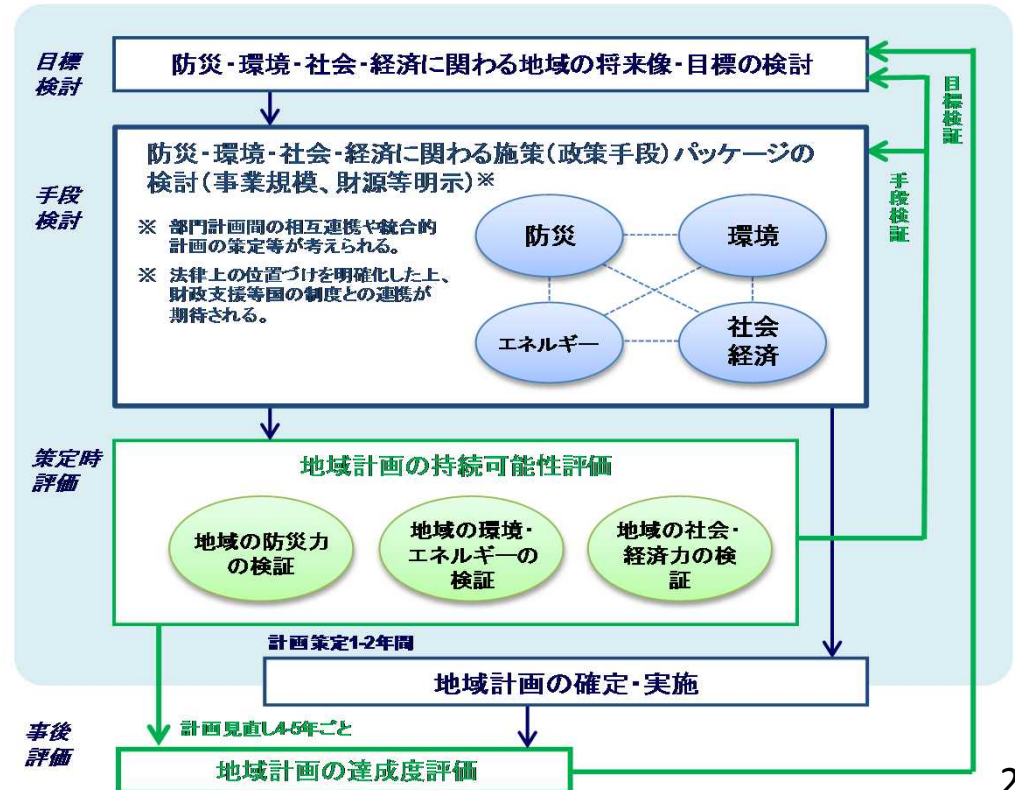 目標
検討
防災・環境・社会・経済に関わる地域の将来像・目標の検討
目標検証
手段
検討
防災・環境・社会・経済に関わる施策(政策手段)パッケージの
検討(事業規模、財源等明示)※
※ 部門計画間の相互連携や統合的
計画の策定等が考えられる。
※ 法律上の位置づけを明確化した上、
財政支援等国の制度との連携が
期待される。
防災
環境
エネルギー
社会
経済
手段検証
策定時
評価
地域計画の持続可能性評価
地域の防災力
の検証
地域の環境・
エネルギーの
検証
地域の社会・
経済力の検
証
計画策定1-2年間
地域計画の確定・実施
事後
評価
計画見直し4-5年ごと
地域計画の達成度評価
2